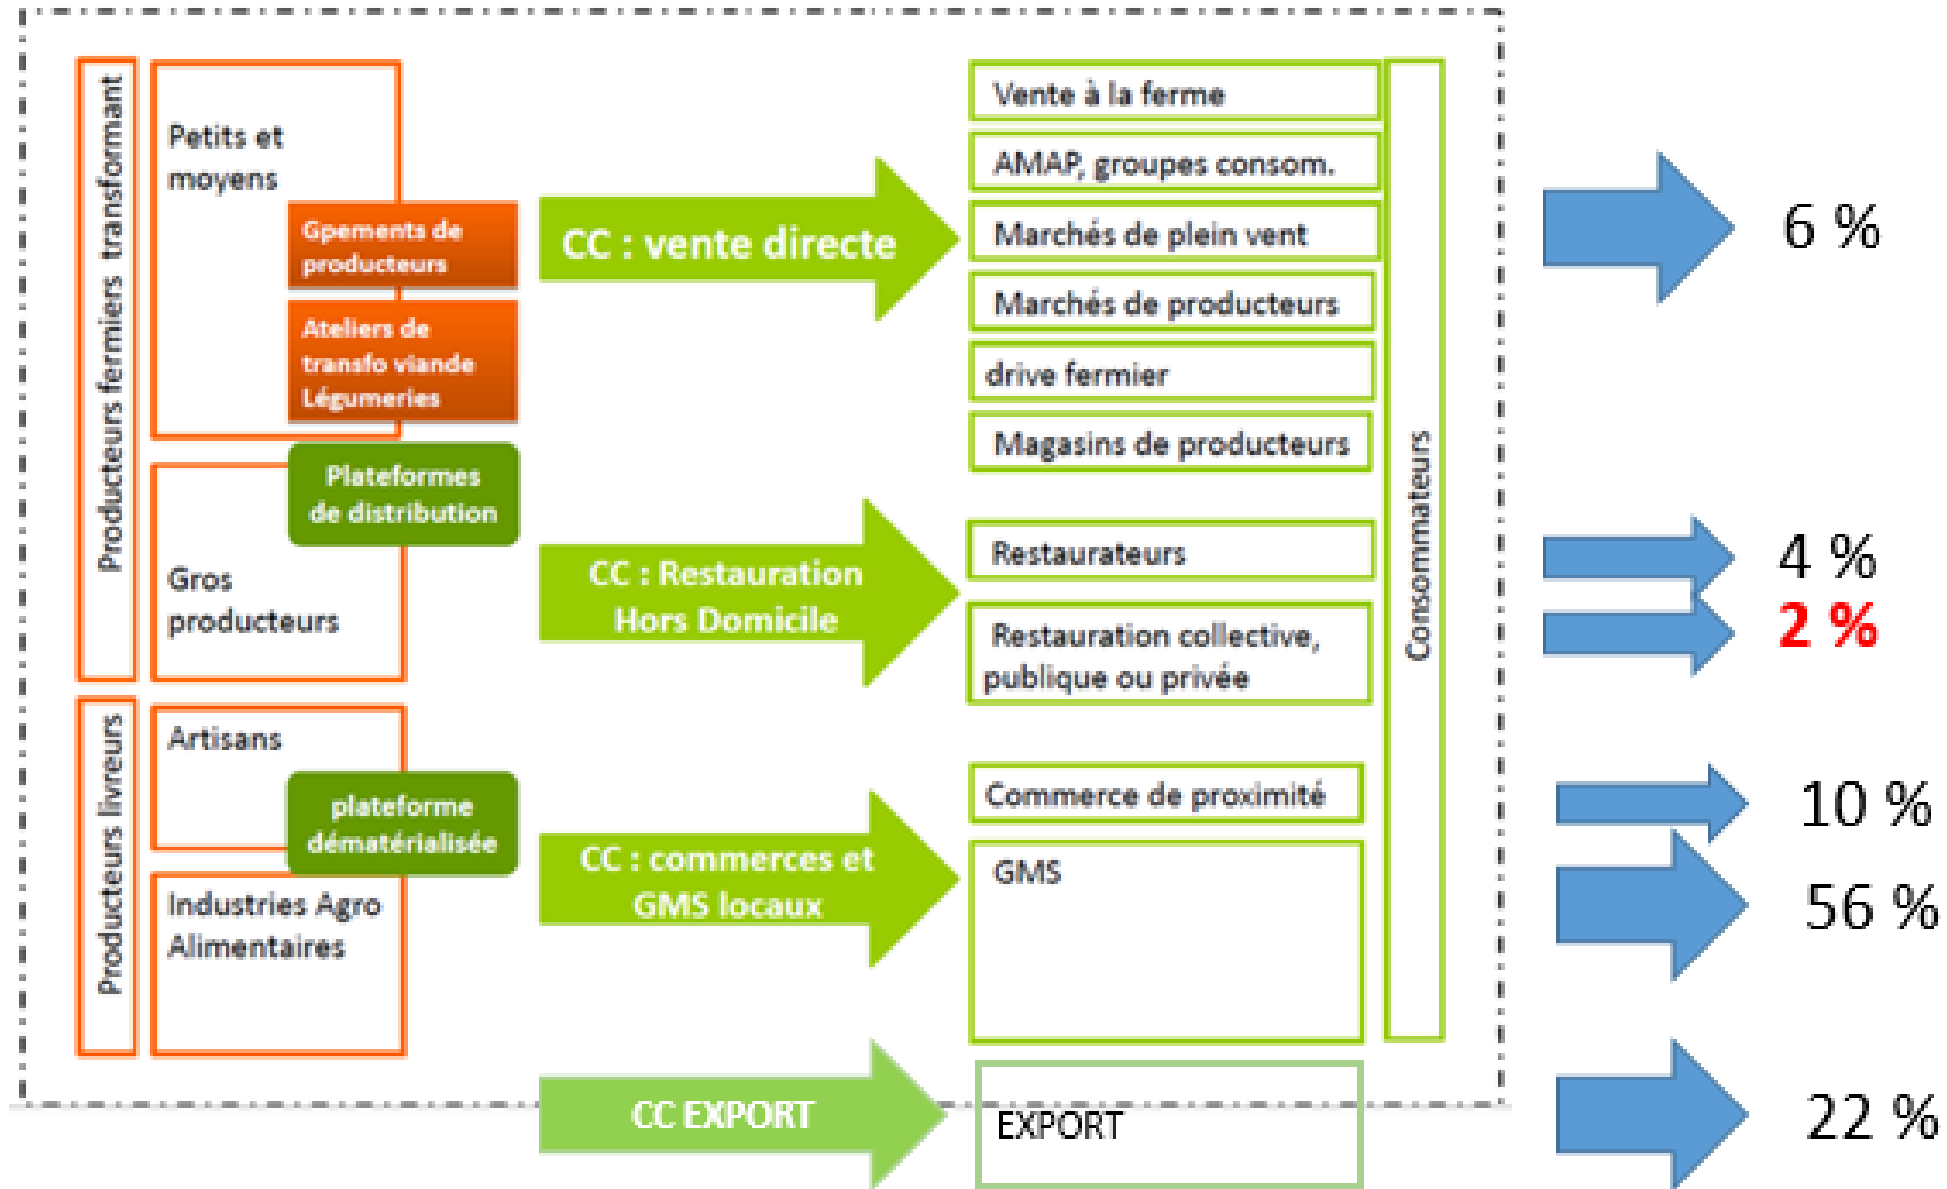 Producteurs fermiers transformant
Petits et
moyens
Gpements de
producteurs
Ateliers de
transfo viande
Légumeries
Plateformes
de distribution
Gros
producteurs
Producteurs livreurs
Artisans
plateforme
dématérialisée
Industries Agro
Alimentaires
CC : vente directe
CC : Restauration
Hors Domicile
CC : commerces et
GMS locaux
CC EXPORT
Vente à la ferme
AMAP, groupes consom.
Marchés de plein vent
Marchés de producteurs
drive fermier
Magasins de producteurs
Restaurateurs
Restauration collective,
publique ou privée
Commerce de proximité
GMS
EXPORT
Consommateurs
6 %
4 %
2 %
10 %
56 %
22 %